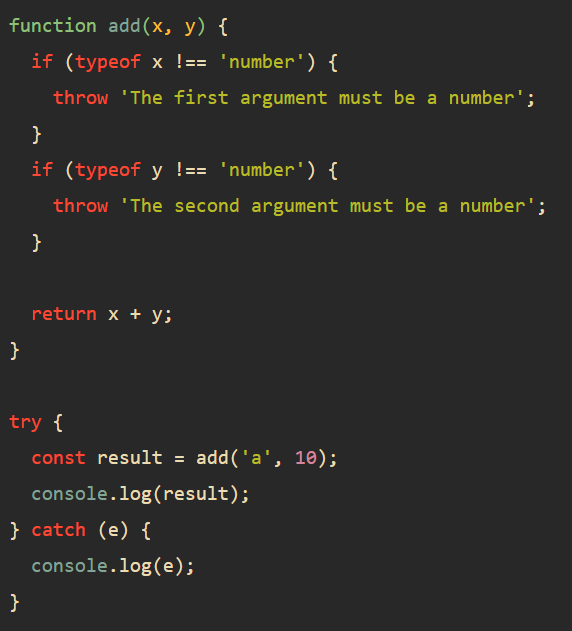 function add(x, y) {
  if (typeof x !== 'number') {
    throw 'The first argument must be a number';
  }
  if (typeof y !== 'number') {
    throw 'The second argument must be a number';
  }

  return x + y;
}

try {
  const result = add('a', 10);
  console.log(result);
} catch (e) {
  console.log(e);
}